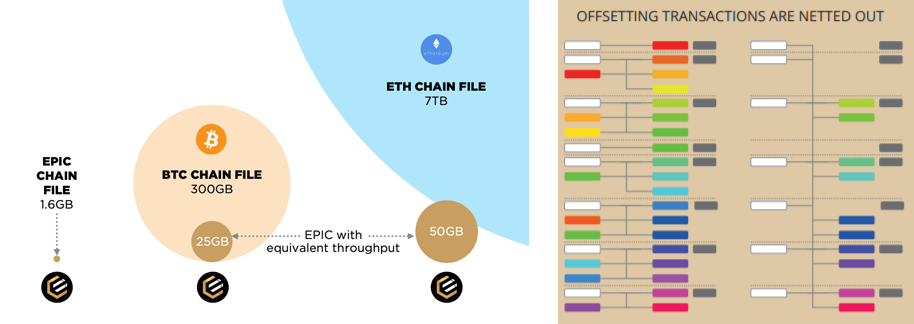 EPIC
CHAIN
FILE
1.6GB
BTC CHAIN FILE
300GB
25GB
EPIC with
equivalent throughput
ethereum
ETH CHAIN FILE
7TB
50GB
OFFSETTING TRANSACTIONS ARE NETTED OUT